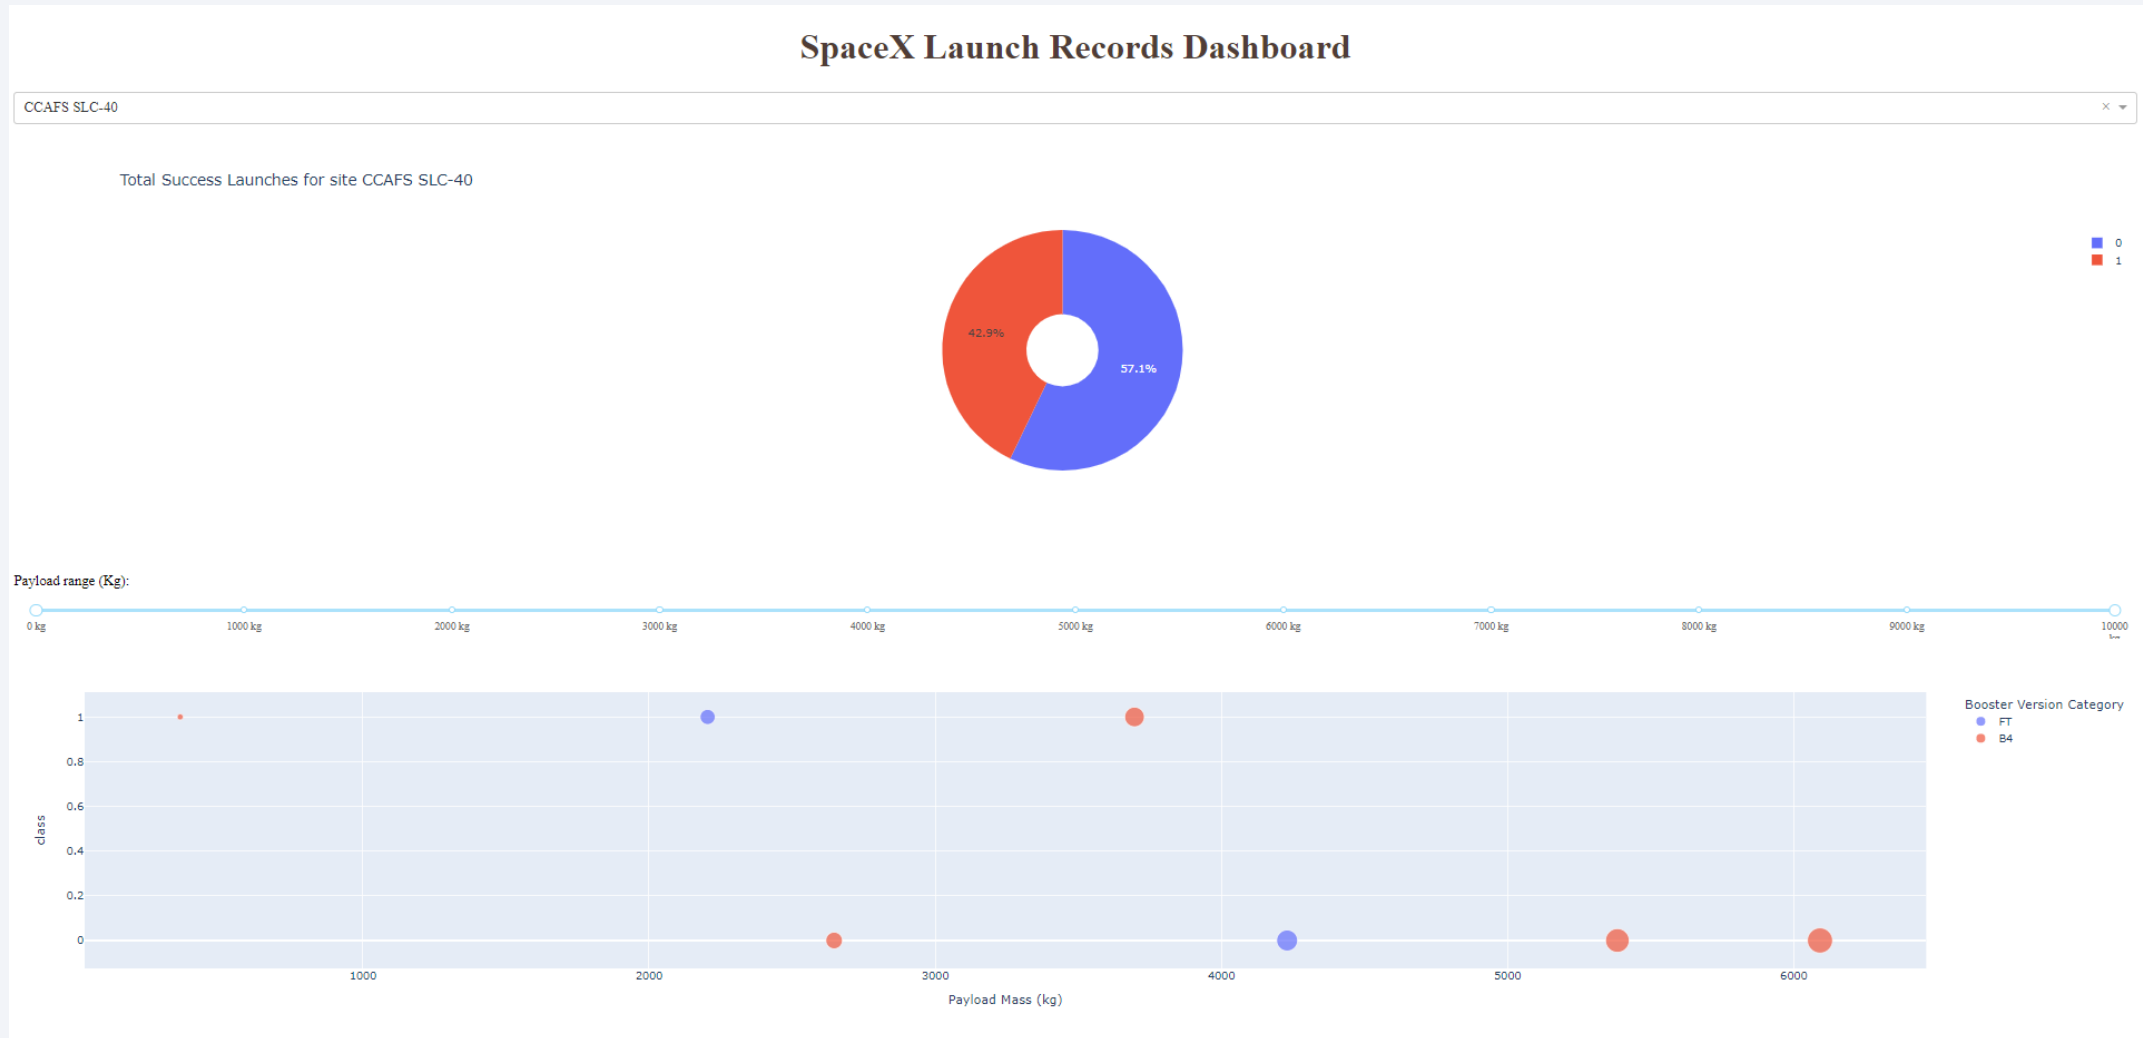 SpaceX Launch Records Dashboard
CCAFS SLC-40
× 
Total Success Launches for site CCAFS SLC-40
0
1
42.9%
57.1%
Payload range (Kg):
0 kg 1000 kg 2000 kg 3000 kg 4000 kg 5000 kg 6000 kg 7000 kg 8000 kg 9000 kg 10000
Booster Version Category
FT
B4
class
1
0.8
0.6
0.4
0.2
0
1000 2000 3000 4000 5000 6000
Payload Mass (kg)